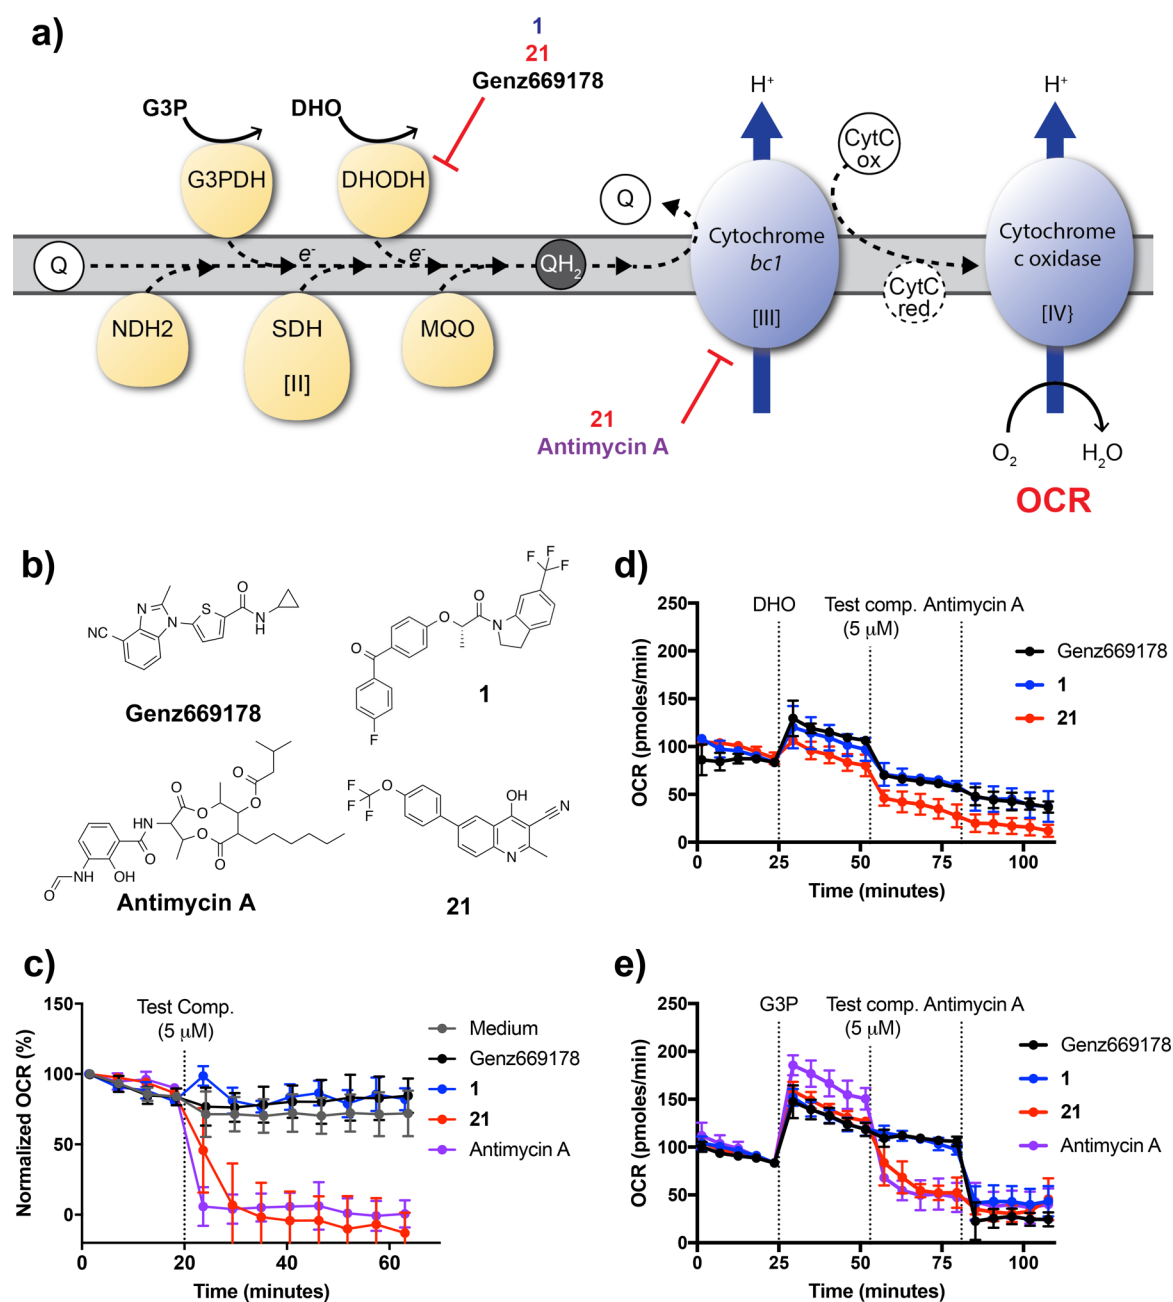 a)
1
21
Genz669178
G3P
DHO
G3PDH
DHODH
H+
H+
CytC
ox
Q
Q
e-
e-
QH2
Cytochrome
bc1
[III]
Cytochrome
c oxidase
[IV}
CytC
red
NDH2
SDH
[II]
MQO
21
Antimycin A
O2
H2O
OCR
b)
N
N
NC
S
O
N
H
Genz669178
F
F
F
O
O
N
O
F
1
O
O
O
O
O
O
NH
O
NH
OH
O
Antimycin A
F
F
F
O
OH
N
N
21
c)
Test Comp.
(5 μM)
Normalized OCR (%)
150
100
50
0
0
20
40
60
Time (minutes)
Medium
Genz669178
1
21
Antimycin A
d)
DHO
Test comp. Antimycin A
(5 μM)
OCR (pmoles/min)
250
200
150
100
50
0
0
25
50
75
100
Time (minutes)
Genz669178
1
21
e)
G3P
Test comp. Antimycin A
(5 μM)
OCR (pmoles/min)
250
200
150
100
50
0
0
25
50
75
100
Time (minutes)
Genz669178
1
21
Antimycin A